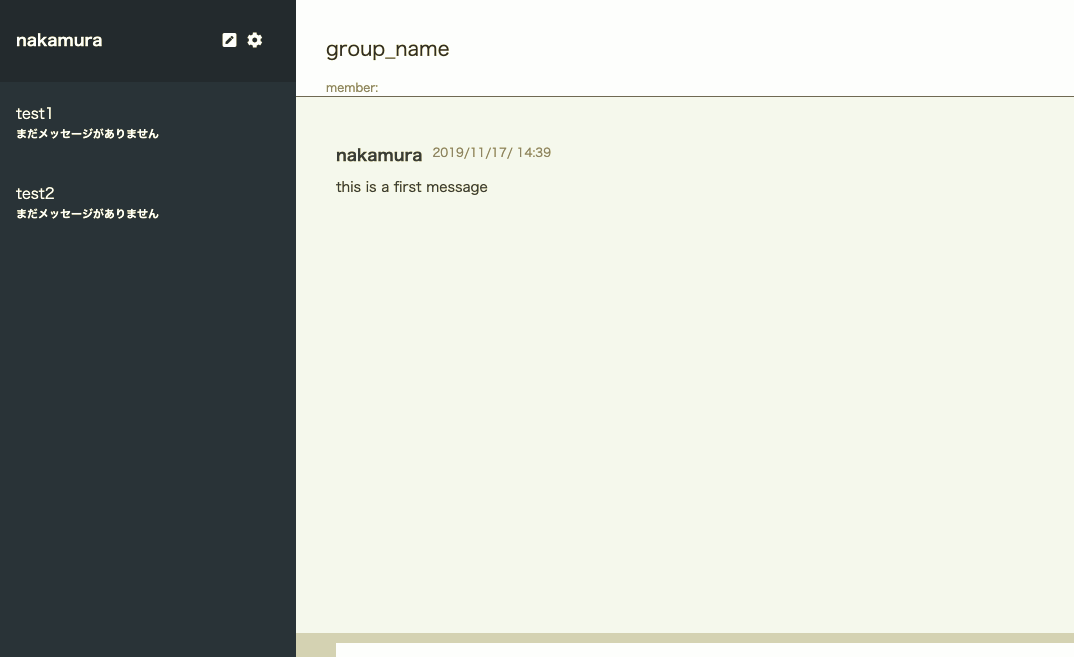 nakamura
test1
まだメッセージがありません
test2
まだメッセージがありません
group_name
member:
nakamura 2019/11/17/ 14:39
this is a first message